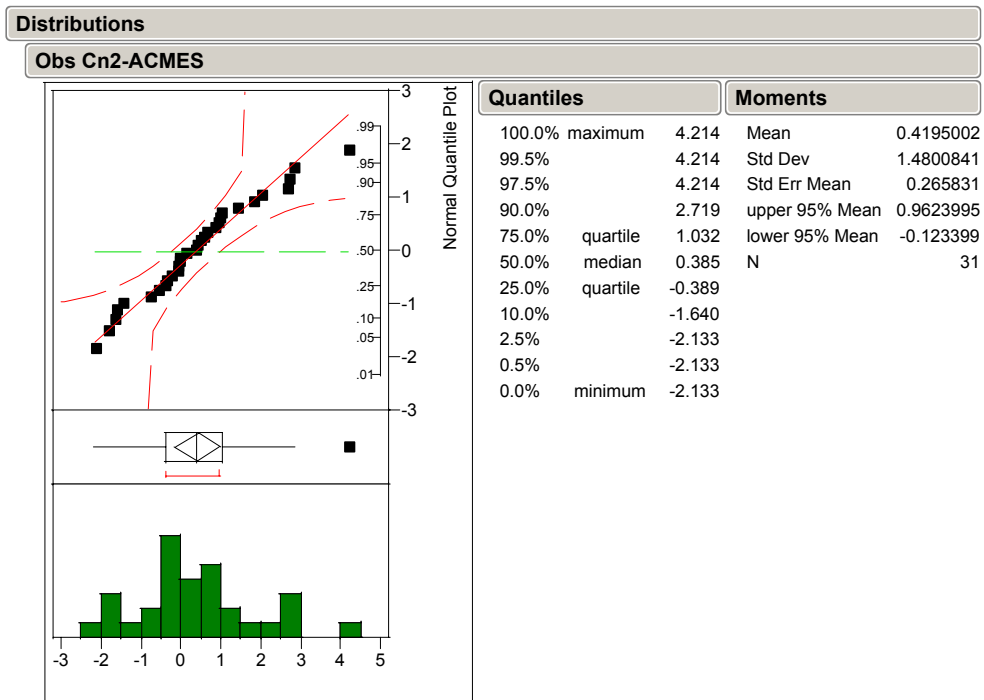 Distributions
Obs Cn2-ACMES
3
2
1
0
-1
-2
-3
.99
.95
.90
.75
.50
.25
.10
.05
.01
Normal Quantile Plot
-3 -2 -1 0 1 2 3 4 5
Quantiles
100.0% maximum 4.214
99.5% 4.214
97.5% 4.214
90.0% 2.719
75.0% quartile 1.032
50.0% median 0.385
25.0% quartile -0.389
10.0% -1.640
2.5% -2.133
0.5% -2.133
0.0% minimum -2.133
Moments
Mean 0.4195002
Std Dev 1.4800841
Std Err Mean 0.265831
upper 95% Mean 0.9623995
lower 95% Mean -0.123399
N 31